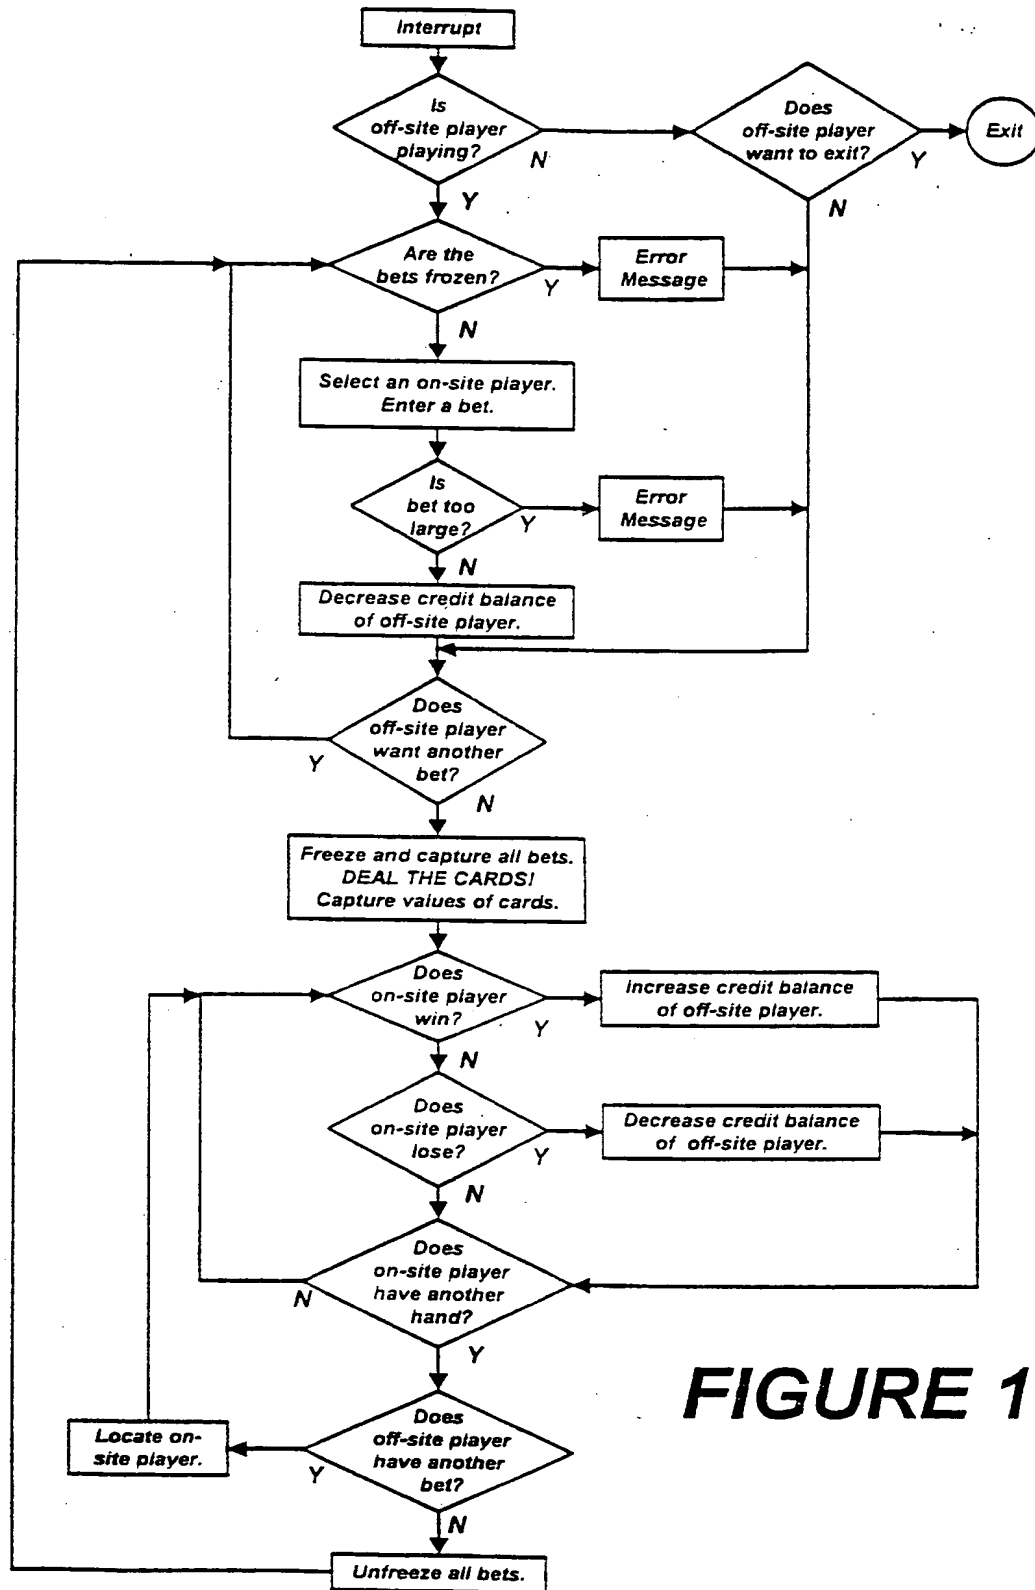 Interrupt
Is
off-site player
playing?
N
Y
Does
off-site player
want to exit?
Y
N
Exit
Are the
bets frozen?
Y
N
Error
Message
Select an on-site player.
Enter a bet.
Is
bet too
large?
Y
N
Error
Message
Decrease credit balance
of off-site player.
Does
off-site player
want another
bet?
Y
N
Freeze and capture all bets.
DEAL THE CARDS!
Capture values of cards.
Does
on-site player
win?
Y
N
Increase credit balance
of off-site player.
Does
on-site player
lose?
Y
N
Decrease credit balance
of off-site player.
Does
on-site player
have another
hand?
N
Y
Does
off-site player
have another
bet?
Y
N
Locate on-
site player.
Unfreeze all bets.
FIGURE 1